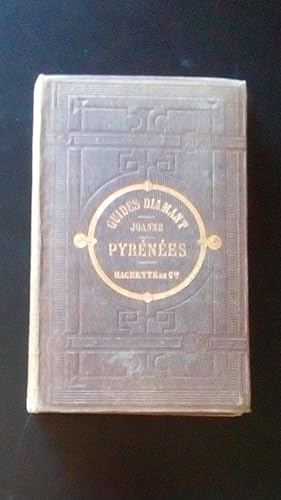 GUIDES DIAMANT
JOANNE
PYRÉNÉES
HACHETTE ET Cie